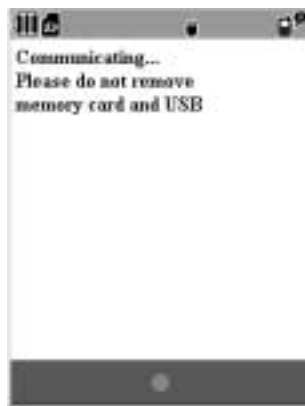 Communicating...
Please do not remove
memory card and USB